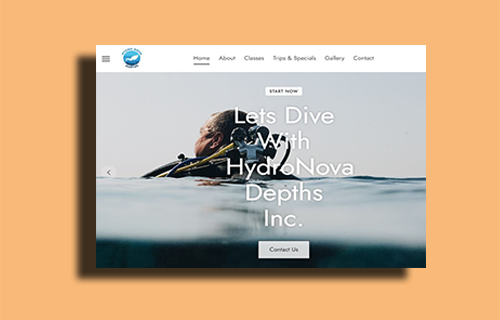 Home About Classes Trips & Specials Gallery Contact
START NOW
Lets Dive
With
HydroNova
Depths
Inc.
Contact Us